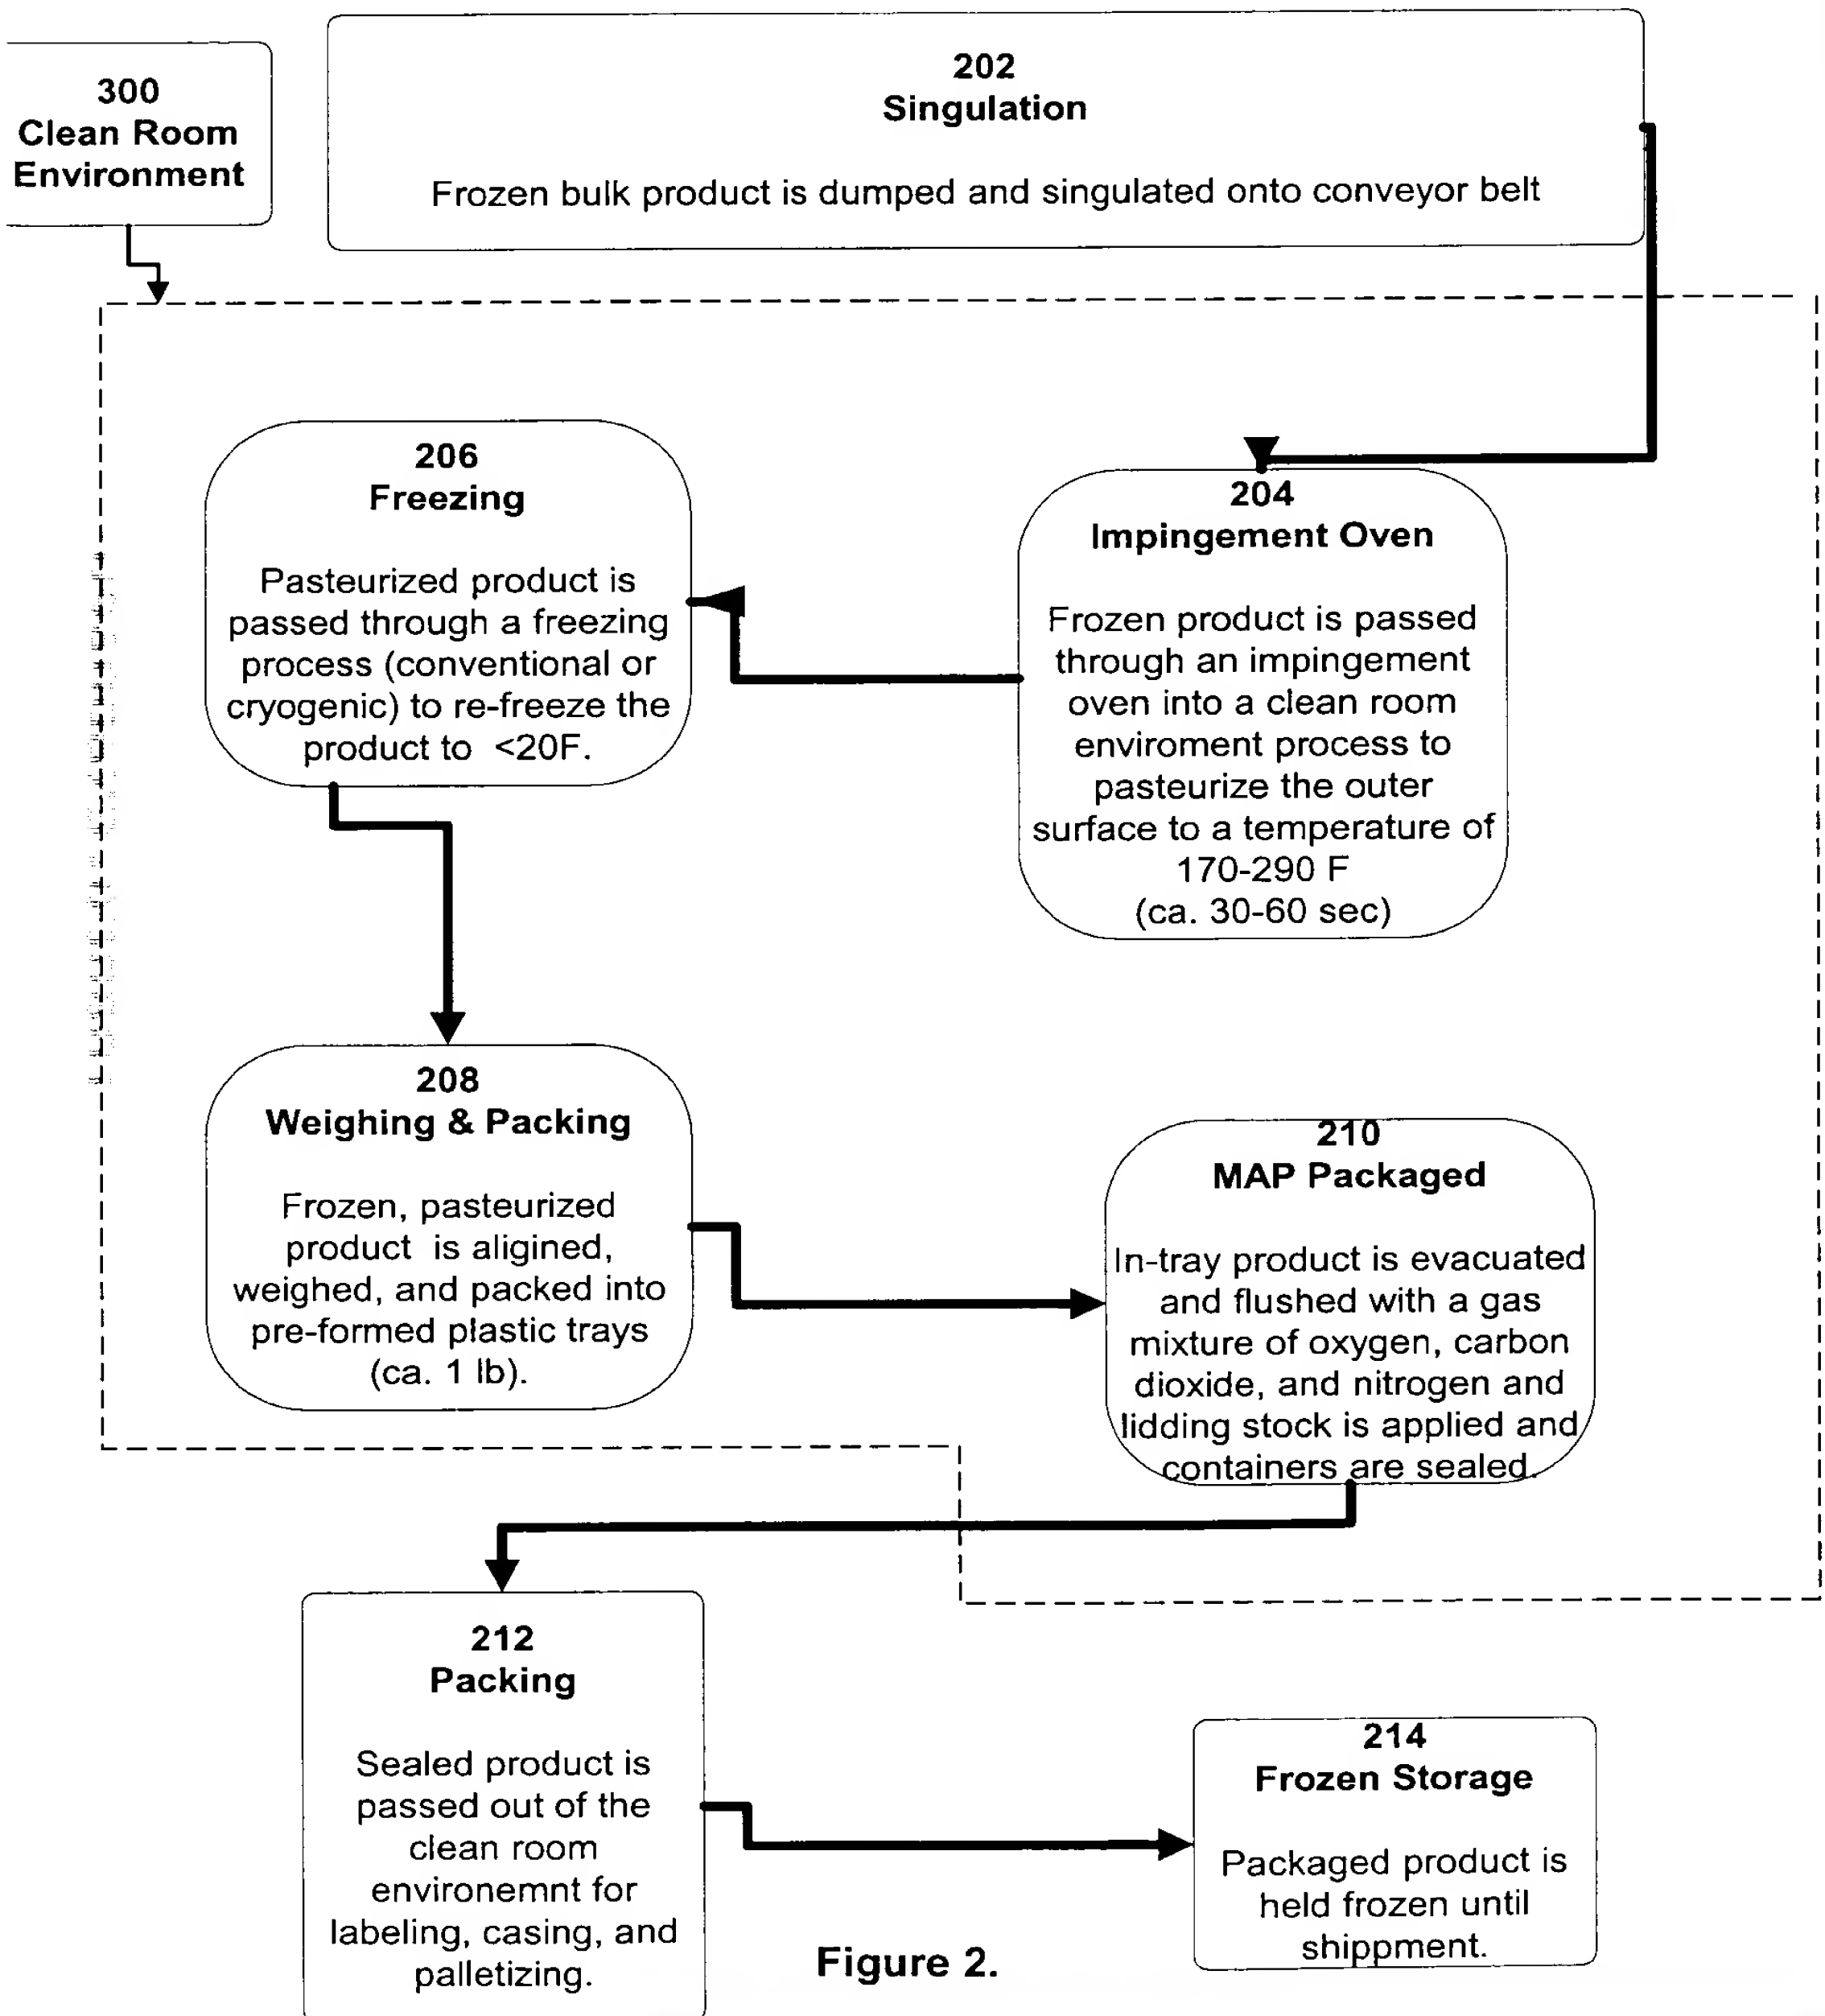 300
Clean Room
Environment
202
Singulation
Frozen bulk product is dumped and singulated onto conveyor belt
206
Freezing
Pasteurized product is
passed through a freezing
process (conventional or
cryogenic) to re-freeze the
product to <20F.
204
Impingement Oven
Frozen product is passed
through an impingement
oven into a clean room
enviroment process to
pasteurize the outer
surface to a temperature of
170-290 F
(ca. 30-60 sec)
208
Weighing & Packing
Frozen, pasteurized
product is aligined,
weighed, and packed into
pre-formed plastic trays
(ca. 1 lb).
210
MAP Packaged
In-tray product is evacuated
and flushed with a gas
mixture of oxygen, carbon
dioxide, and nitrogen and
lidding stock is applied and
containers are sealed.
212
Packing
Sealed product is
passed out of the
clean room
environemnt for
labeling, casing, and
palletizing.
214
Frozen Storage
Packaged product is
held frozen until
shippment.
Figure 2.